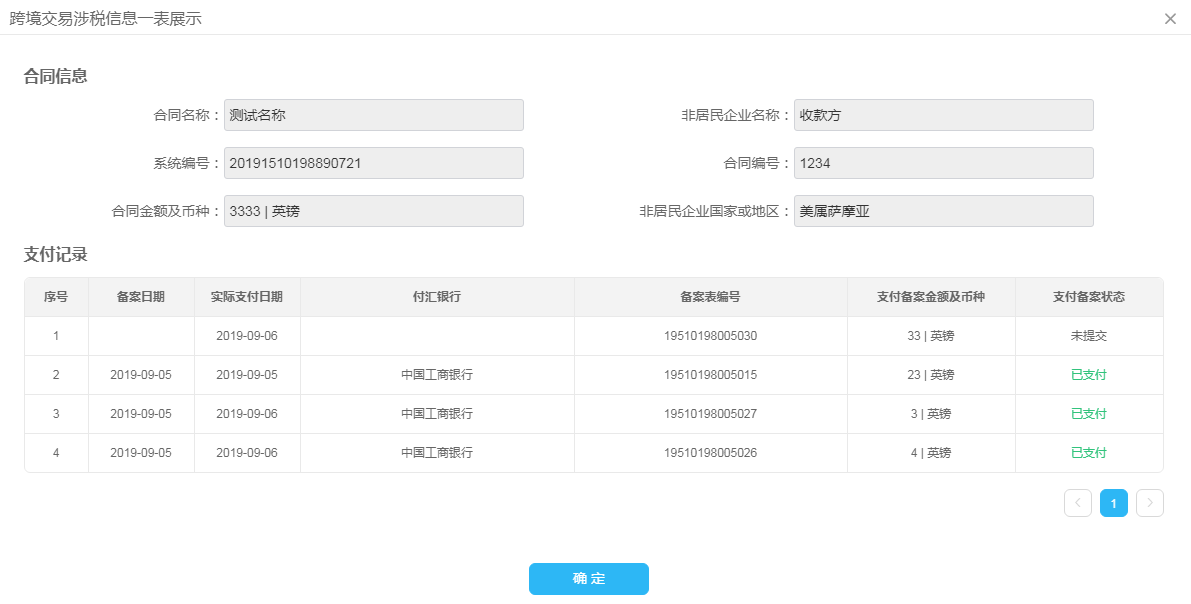 跨境交易涉税信息一表展示
合同信息
合同名称： 测试名称 非居民企业名称： 收款方
系统编号： 20191510198890721 合同编号： 1234
合同金额及币种： 3333 | 英镑 非居民企业国家或地区： 美属萨摩亚
支付记录
序号 备案日期 实际支付日期 付汇银行 备案表编号 支付备案金额及币种 支付备案状态
1 2019-09-06 19510198005030 33 | 英镑 未提交
2 2019-09-05 2019-09-05 中国工商银行 19510198005015 23 | 英镑 已支付
3 2019-09-05 2019-09-06 中国工商银行 19510198005027 3 | 英镑 已支付
4 2019-09-05 2019-09-06 中国工商银行 19510198005026 4 | 英镑 已支付
1
确 定